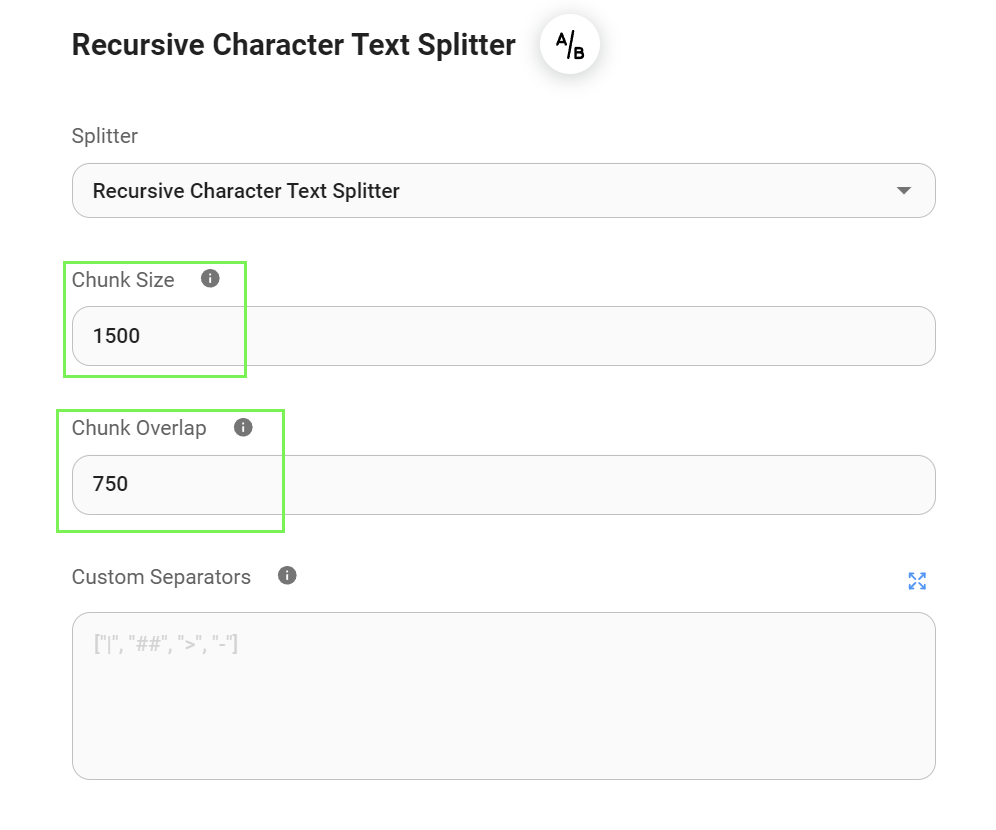 Recursive Character Text Splitter
A/B
Splitter
Recursive Character Text Splitter
Chunk Size
1500
Chunk Overlap
750
Custom Separators
["|", "##", ">", "-"]